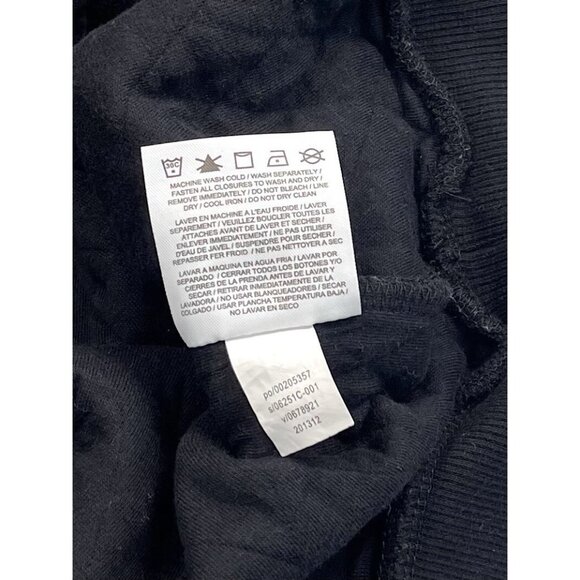 30C
MACHINE WASH COLD / WASH SEPARATELY /
FASTEN ALL CLOSURES TO WASH AND DRY /
REMOVE IMMEDIATELY / DO NOT BLEACH / LINE
DRY / COOL IRON / DO NOT DRY CLEAN
LAVER EN MACHINE A L'EAU FROIDE / LAVER
SEPAREMENT / VEUILLEZ BOUCLER TOUTES LES
ATTACHES AVANT DE LAVER ET SECHER /
ENLEVER IMMEDIATEMENT / NE PAS UTILISER
D'EAU DE JAVEL / SUSPENDRE POUR SECHER /
REPASSER FER FROID / NE PAS NETTOYER A SEC
LAVAR A MAQUINA EN AGUA FRIA / LAVAR POR
SEPARADO / CERRAR TODOS LOS BOTONES Y/O
CIERRES DE LA PRENDA ANTES DE LAVAR Y
SECAR / RETIRAR INMEDIATAMENTE DE LA
LAVADORA / NO USAR BLANQUEADORES / SECAR
COLGADO / USAR PLANCHA TEMPERATURA BAJA /
NO LAVAR EN SECO
po/00205357
s/06251C-001
v/0678921
201312